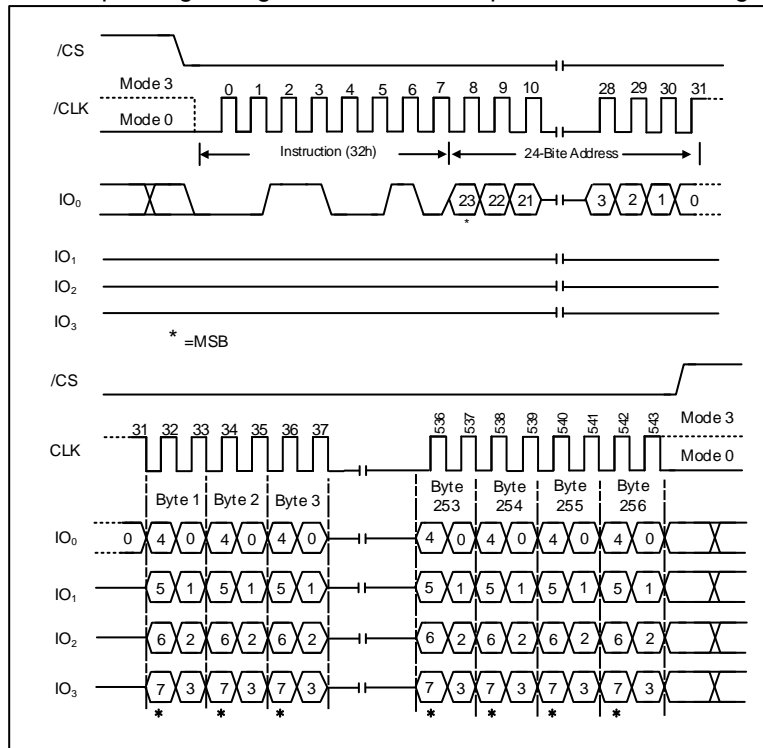 /CS
Mode 3
0 1 2 3 4 5 6 7 8 9 10 28 29 30 31
/CLK
Mode 0
Instruction (32h) 24-Bite Address
IO₀ 23 22 21 3 2 1 0
*
IO₁
IO₂
IO₃
* =MSB
/CS
31 32 33 34 35 36 37 536 537 538 539 540 541 542 543 Mode 3
CLK
Mode 0
Byte 1 Byte 2 Byte 3 Byte 253 Byte 254 Byte 255 Byte 256
IO₀ 0 4 0 4 0 4 0 4 0 4 0 4 0 4 0
IO₁ 5 1 5 1 5 1 5 1 5 1 5 1 5 1
IO₂ 6 2 6 2 6 2 6 2 6 2 6 2 6 2
IO₃ 7 3 7 3 7 3 7 3 7 3 7 3 7 3
* * * * * * *